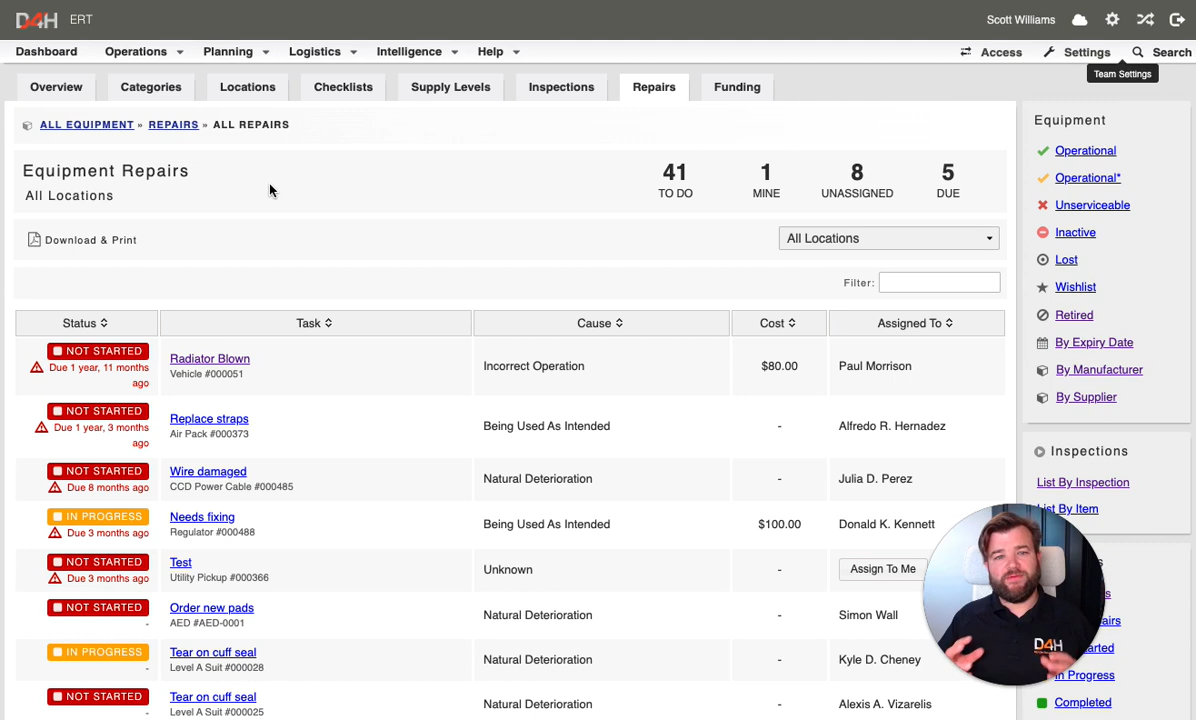 D4H ERT
Scott Williams
Dashboard Operations Planning Logistics Intelligence Help
Access Settings Search
Team Settings
Overview Categories Locations Checklists Supply Levels Inspections Repairs Funding
ALL EQUIPMENT » REPAIRS » ALL REPAIRS
Equipment Repairs
All Locations
41 1 8 5
TO DO MINE UNASSIGNED DUE
Download & Print
All Locations
Filter:
Status Task Cause Cost Assigned To
NOT STARTED
Due 1 year, 11 months
ago
Radiator Blown
Vehicle #000051
Incorrect Operation
$80.00
Paul Morrison
NOT STARTED
Due 1 year, 3 months
ago
Replace straps
Air Pack #000373
Being Used As Intended
-
Alfredo R. Hernadez
NOT STARTED
Due 8 months ago
Wire damaged
CCD Power Cable #000485
Natural Deterioration
-
Julia D. Perez
IN PROGRESS
Due 3 months ago
Needs fixing
Regulator #000488
Being Used As Intended
$100.00
Donald K. Kennett
NOT STARTED
Due 3 months ago
Test
Utility Pickup #000366
Unknown
-
Assign To Me
NOT STARTED
-
Order new pads
AED #AED-0001
Natural Deterioration
-
Simon Wall
IN PROGRESS
-
Tear on cuff seal
Level A Suit #000028
Natural Deterioration
-
Kyle D. Cheney
NOT STARTED
-
Tear on cuff seal
Level A Suit #000025
Natural Deterioration
-
Alexis A. Vizarelis
Equipment
Operational
Operational*
Unserviceable
Inactive
Lost
Wishlist
Retired
By Expiry Date
By Manufacturer
By Supplier
Inspections
List By Inspection
List By Item
In Progress
Completed
D4H